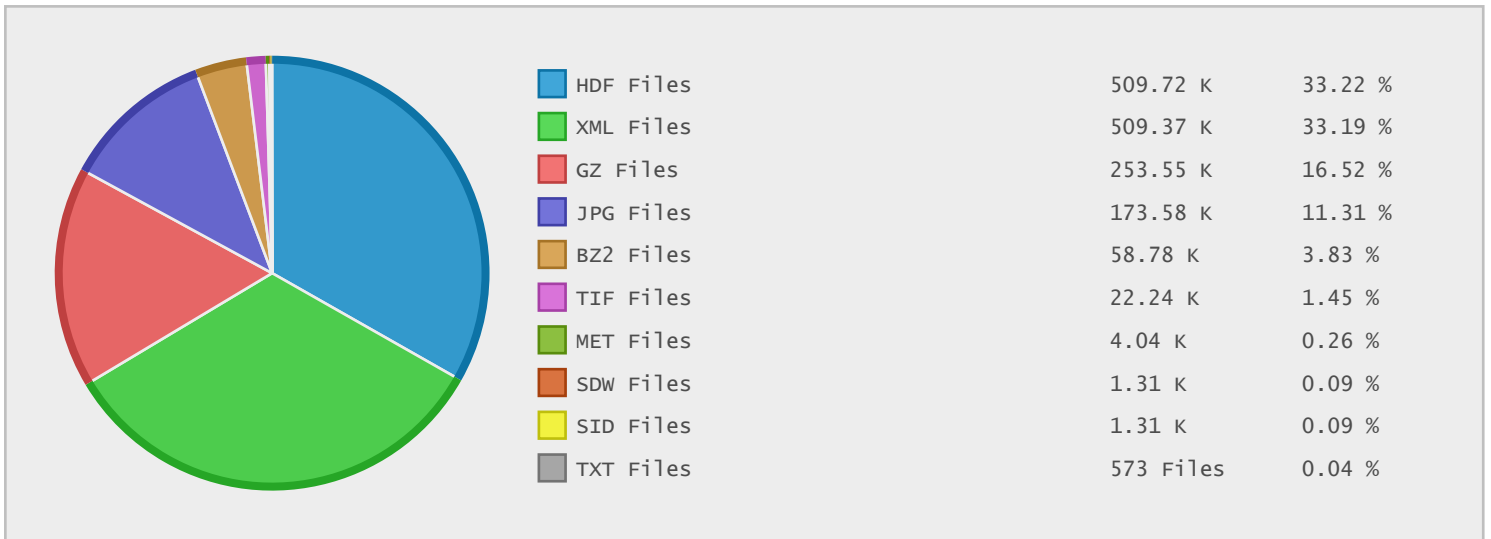 HDF Files 509.72 K 33.22 %
XML Files 509.37 K 33.19 %
GZ Files 253.55 K 16.52 %
JPG Files 173.58 K 11.31 %
BZ2 Files 58.78 K 3.83 %
TIF Files 22.24 K 1.45 %
MET Files 4.04 K 0.26 %
SDW Files 1.31 K 0.09 %
SID Files 1.31 K 0.09 %
TXT Files 573 Files 0.04 %